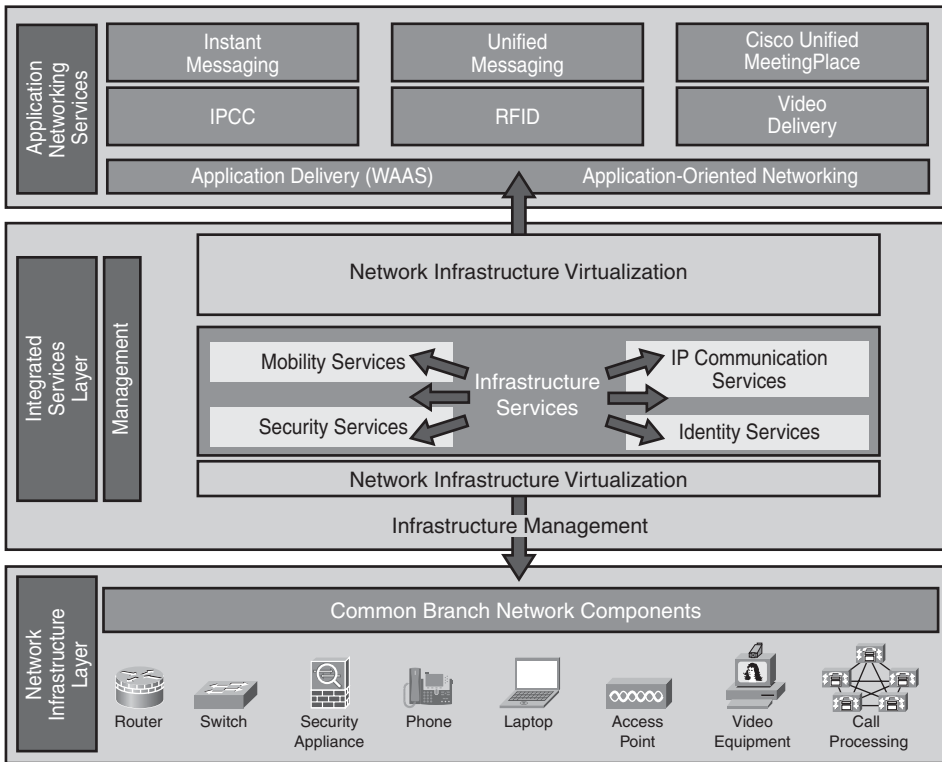 Application
Networking
Services
Instant
Messaging
Unified
Messaging
Cisco Unified
MeetingPlace
IPCC
RFID
Video
Delivery
Application Delivery (WAAS)
Application-Oriented Networking
Integrated
Services
Layer
Management
Network Infrastructure Virtualization
Mobility Services
Infrastructure
Services
IP Communication
Services
Security Services
Identity Services
Network Infrastructure Virtualization
Infrastructure Management
Network
Infrastructure
Layer
Common Branch Network Components
Router
Switch
Security
Appliance
Phone
Laptop
Access
Point
Video
Equipment
Call
Processing